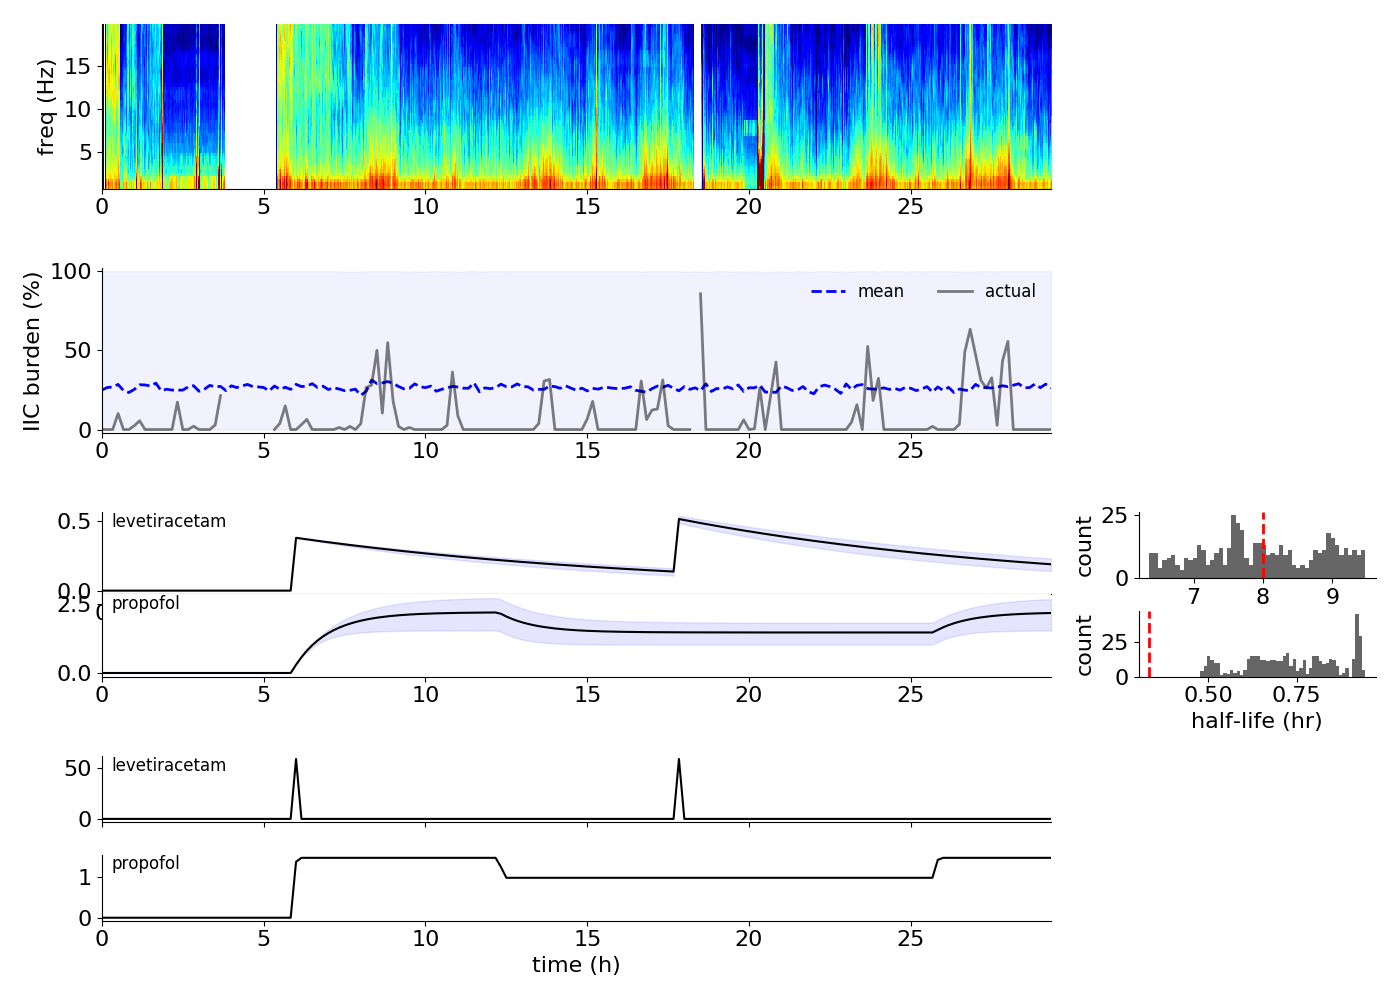 freq (Hz)
15
10
5
0 5 10 15 20 25
IIC burden (%)
100
50
0
mean actual
0 5 10 15 20 25
levetiracetam
0.5
0.0
count
25
0
7 8 9
propofol
2.5
0.0
0 5 10 15 20 25
count
25
0
0.50 0.75
half-life (hr)
levetiracetam
50
0
propofol
1
0
0 5 10 15 20 25
time (h)